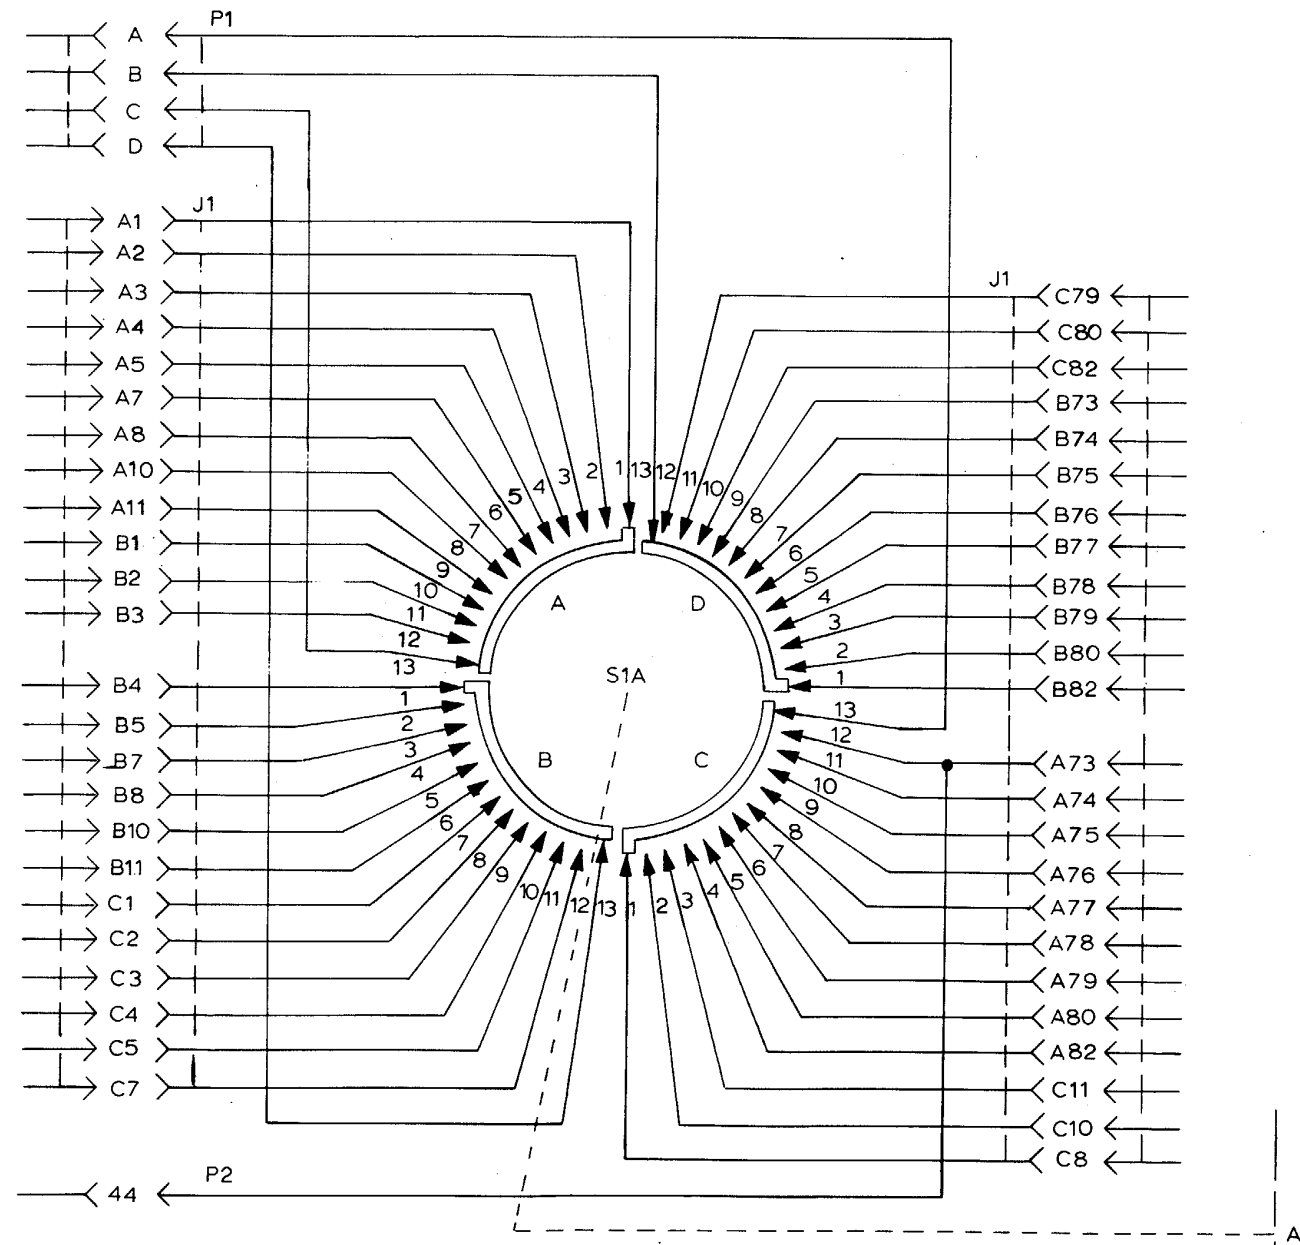 P1
A
B
C
D
J1
A1
A2
A3
A4
A5
A7
A8
A10
A11
B1
B2
B3
B4
B5
B7
B8
B10
B11
C1
C2
C3
C4
C5
C7
P2
44
1
2
3
4
5
6
7
8
9
10
11
12
13
A
1
2
3
4
5
6
7
8
9
10
11
12
13
B
S1A
13
12
11
10
9
8
7
6
5
4
3
2
1
D
13
12
11
10
9
8
7
6
5
4
3
2
1
C
J1
C79
C80
C82
B73
B74
B75
B76
B77
B78
B79
B80
B82
A73
A74
A75
A76
A77
A78
A79
A80
A82
C11
C10
C8
A